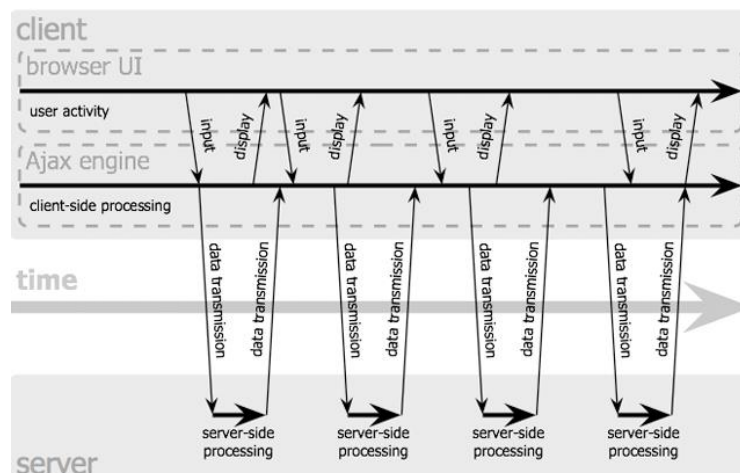 client
browser UI
user activity
input
display
input
display
input
display
input
display
Ajax engine
client-side processing
data transmission
data transmission
data transmission
data transmission
data transmission
data transmission
data transmission
data transmission
time
server-side
processing
server-side
processing
server-side
processing
server-side
processing
server